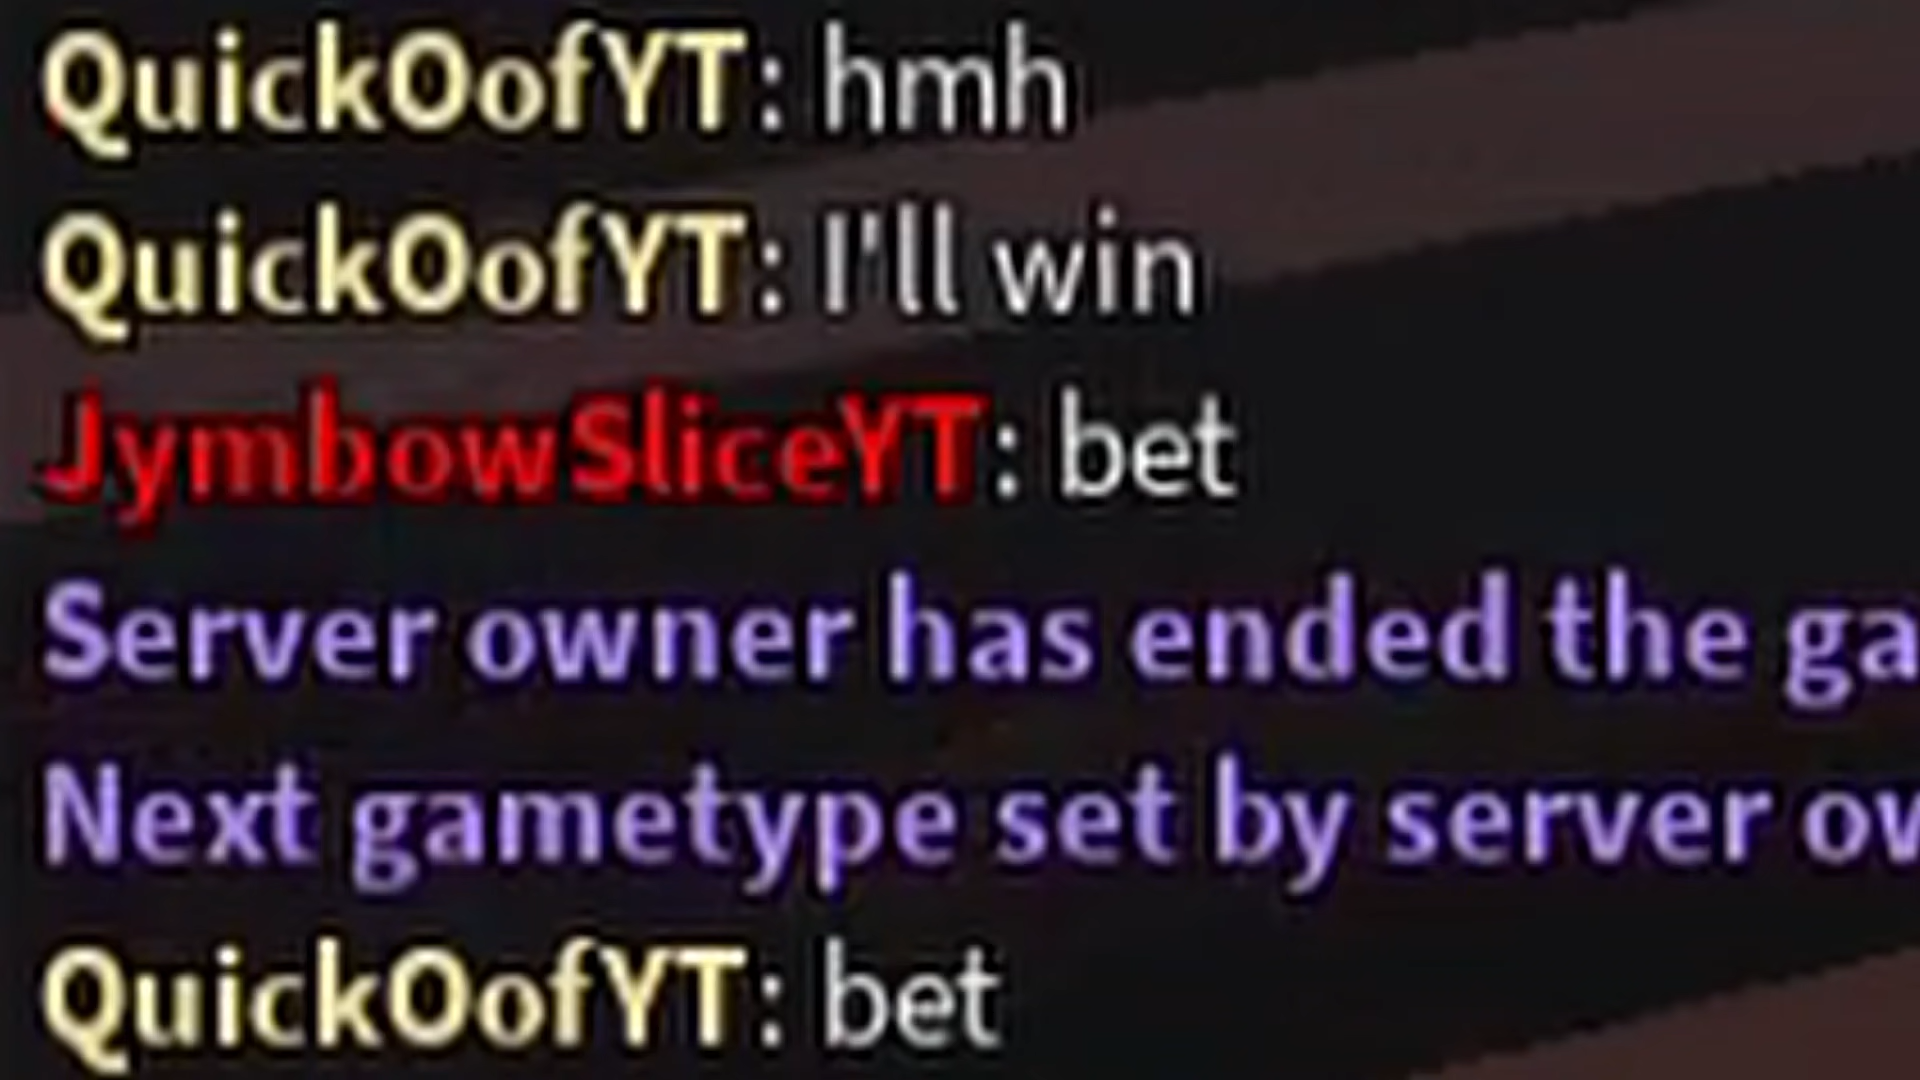 QuickOofYT: hmh
QuickOofYT: I'll win
JymbowSliceYT: bet
Server owner has ended the ga
Next gametype set by server ow
QuickOofYT: bet